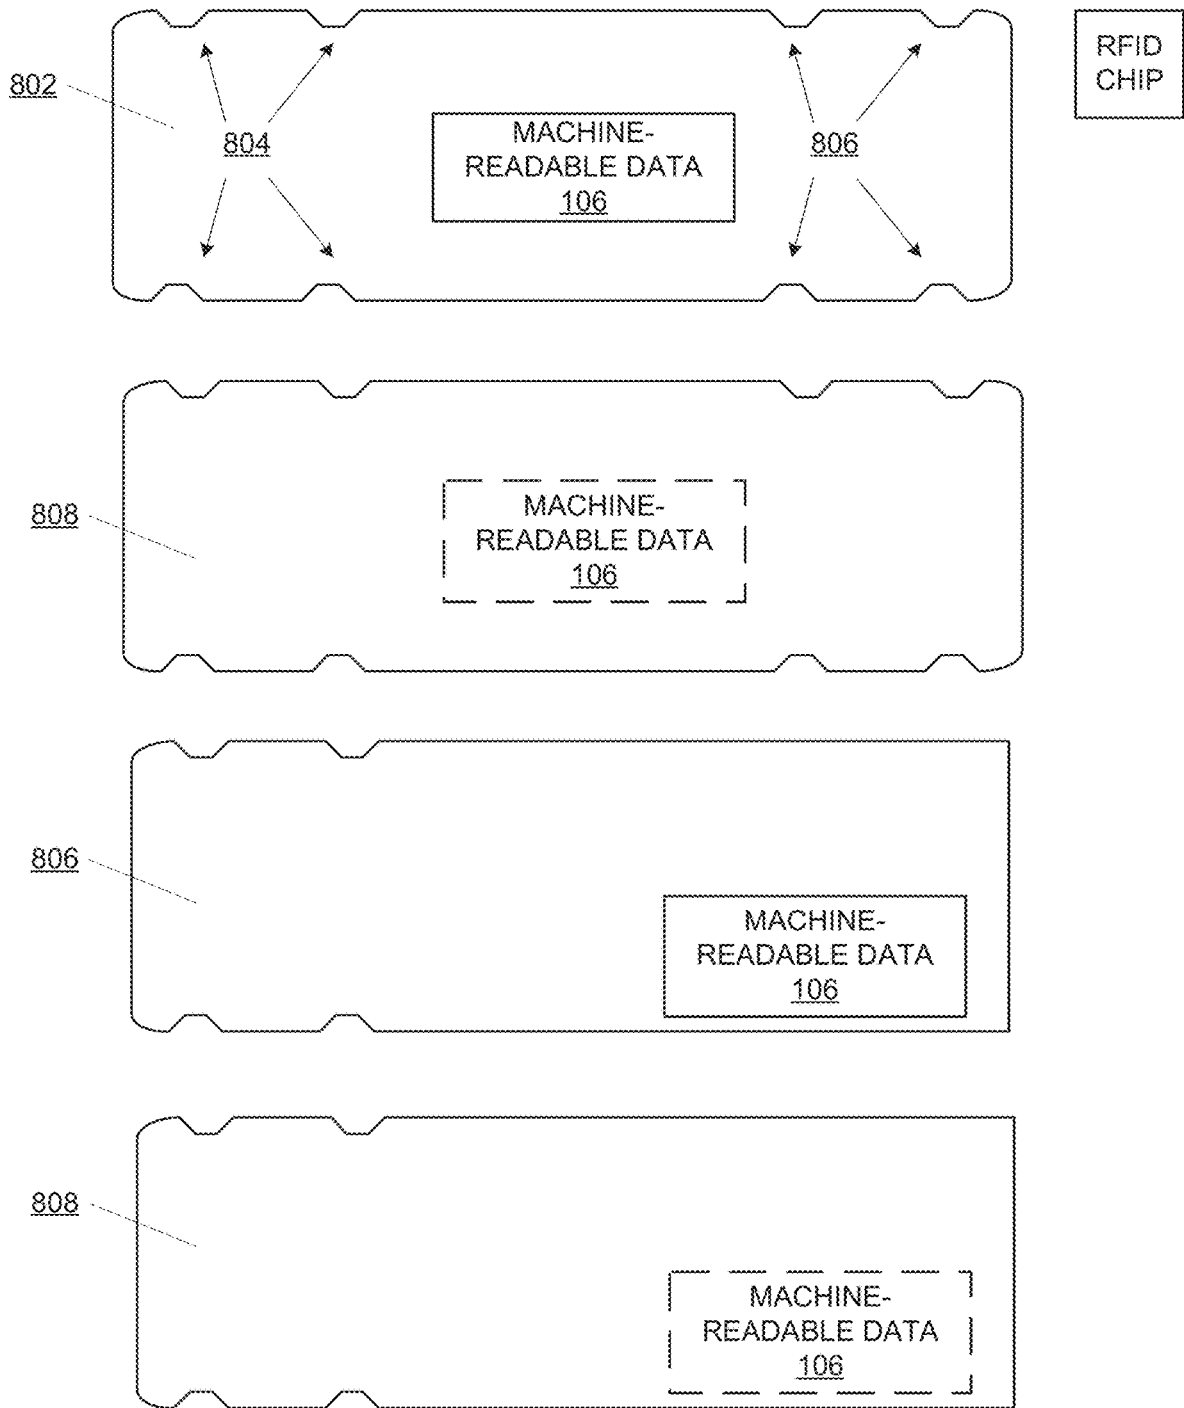 RFID
CHIP
802
804
MACHINE-
READABLE DATA
106
806
808
MACHINE-
READABLE DATA
106
806
MACHINE-
READABLE DATA
106
808
MACHINE-
READABLE DATA
106